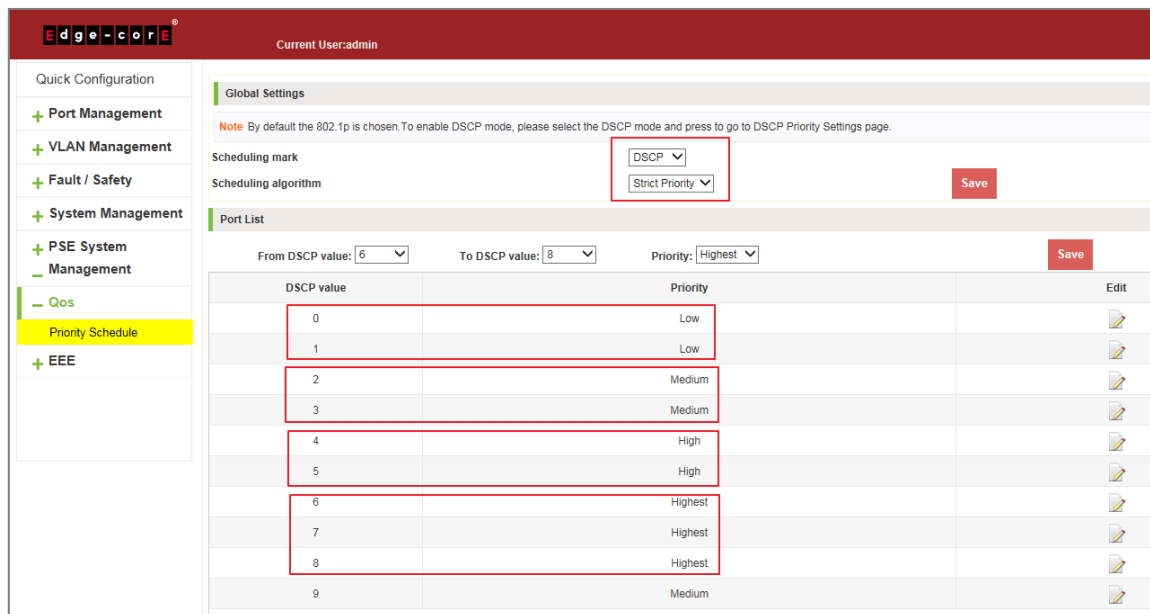 Edge-corE®
Current User:admin
Quick Configuration
+ Port Management
+ VLAN Management
+ Fault / Safety
+ System Management
+ PSE System
– Management
– Qos
Priority Schedule
+ EEE
Global Settings
Note By default the 802.1p is chosen.To enable DSCP mode, please select the DSCP mode and press to go to DSCP Priority Settings page.
Scheduling mark DSCP
Scheduling algorithm Strict Priority Save
Port List
From DSCP value: 6 To DSCP value: 8 Priority: Highest Save
DSCP value Priority Edit
0 Low
1 Low
2 Medium
3 Medium
4 High
5 High
6 Highest
7 Highest
8 Highest
9 Medium